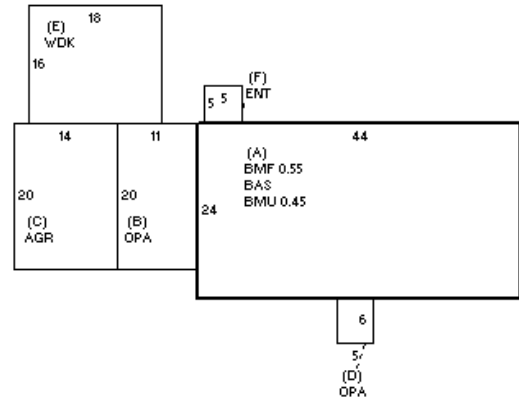 18
(E)
WDK
16
(F)
ENT
5 5
14
11
44
(A)
BMF 0.55
BAS
BMU 0.45
20
20
24
(C)
AGR
(B)
OPA
6
5
(D)
OPA